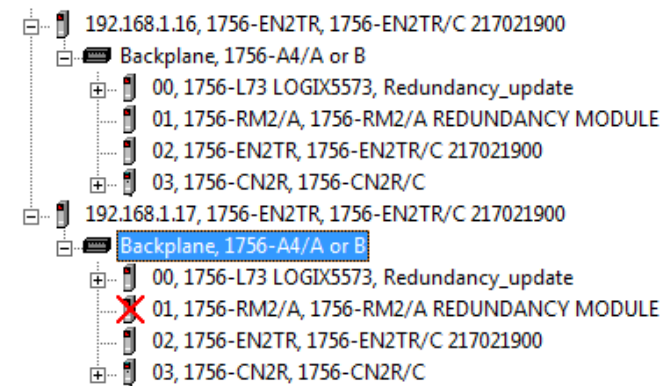 192.168.1.16, 1756-EN2TR, 1756-EN2TR/C 217021900
Backplane, 1756-A4/A or B
00, 1756-L73 LOGIX5573, Redundancy_update
01, 1756-RM2/A, 1756-RM2/A REDUNDANCY MODULE
02, 1756-EN2TR, 1756-EN2TR/C 217021900
03, 1756-CN2R, 1756-CN2R/C
192.168.1.17, 1756-EN2TR, 1756-EN2TR/C 217021900
Backplane, 1756-A4/A or B
00, 1756-L73 LOGIX5573, Redundancy_update
01, 1756-RM2/A, 1756-RM2/A REDUNDANCY MODULE
02, 1756-EN2TR, 1756-EN2TR/C 217021900
03, 1756-CN2R, 1756-CN2R/C